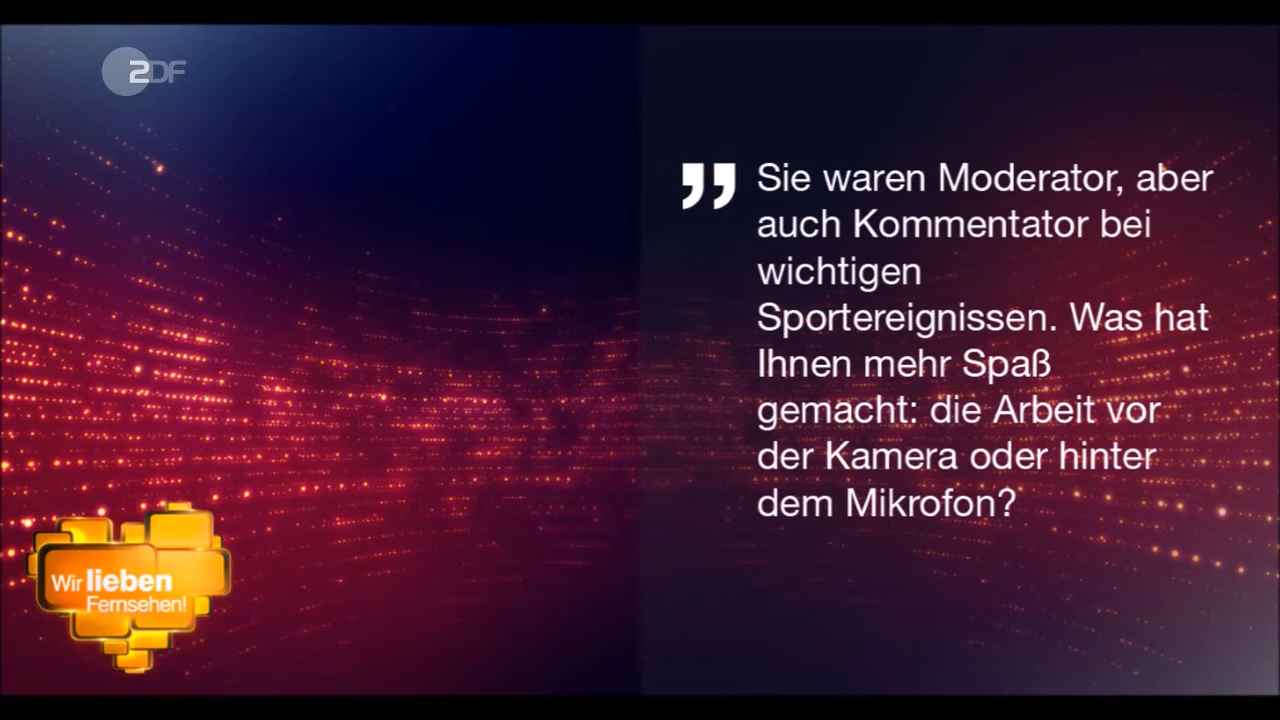 ZDF
„ Sie waren Moderator, aber
auch Kommentator bei
wichtigen
Sportereignissen. Was hat
Ihnen mehr Spaß
gemacht: die Arbeit vor
der Kamera oder hinter
dem Mikrofon?
Wir lieben
Fernsehen!